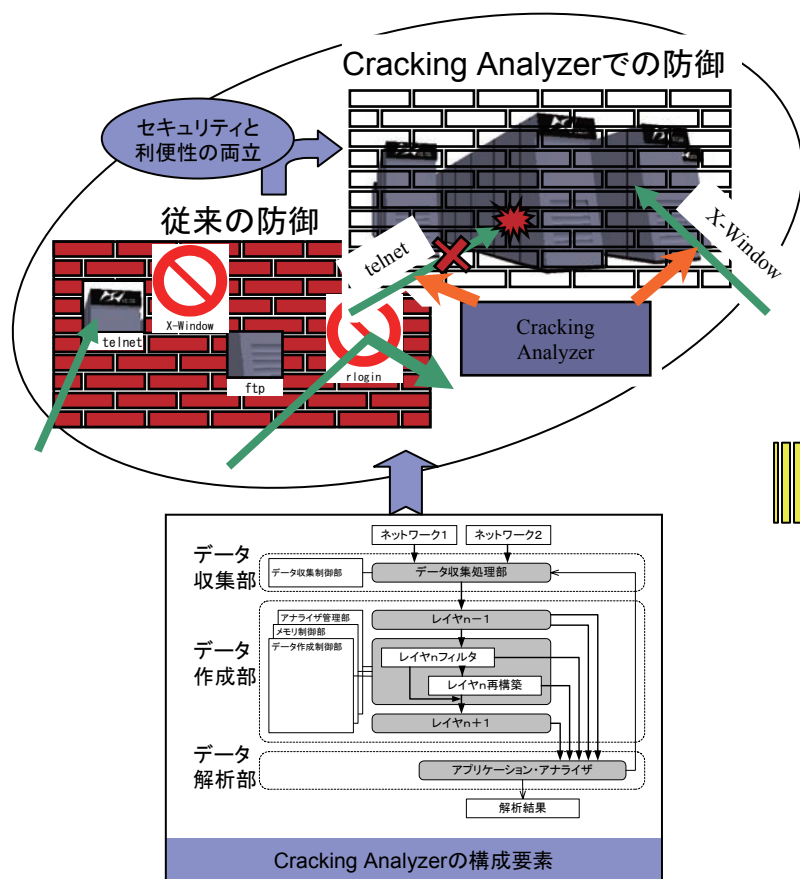 Cracking Analyzerでの防御
セキュリティと
利便性の両立
従来の防御
telnet
X-Window
X-Window
telnet
ftp
rlogin
Cracking
Analyzer
ネットワーク1
ネットワーク2
データ
収集部
データ収集制御部
データ収集処理部
アナライザ管理部
メモリ制御部
データ作成制御部
レイヤn－1
データ
作成部
レイヤnフィルタ
レイヤn再構築
レイヤn＋1
データ
解析部
アプリケーション・アナライザ
解析結果
Cracking Analyzerの構成要素